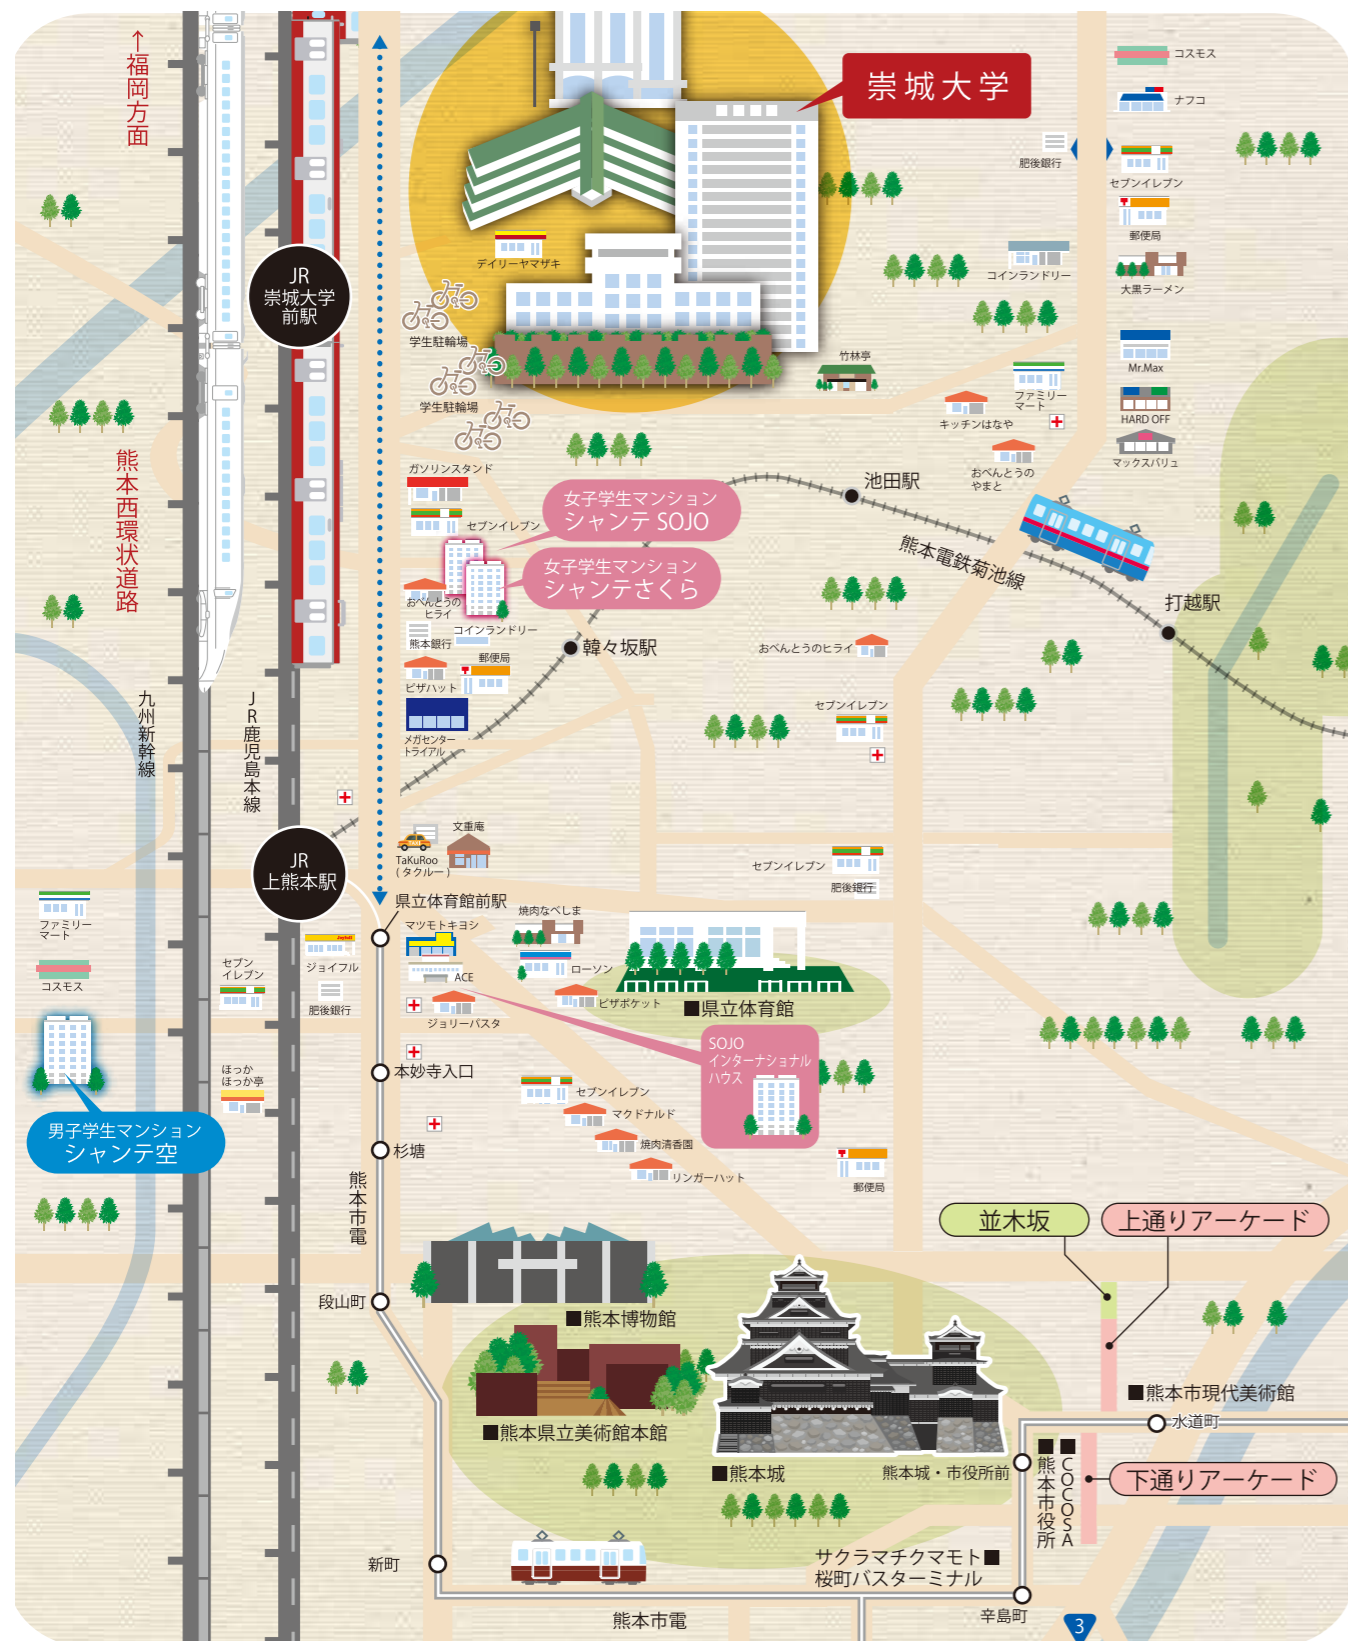 ←福岡方面
熊本西環状道路
九州新幹線
JR鹿児島本線
JR
崇城大学
前駅
崇城大学
デイリーヤマザキ
学生駐輪場
学生駐輪場
竹林亭
コスモス
ナフコ
肥後銀行
セブンイレブン
郵便局
コインランドリー
大黒ラーメン
Mr.Max
ファミリー
マート
キッチンはなや
HARD OFF
マックスバリュ
おべんとうの
やまと
ガソリンスタンド
セブンイレブン
女子学生マンション
シャンテ SOJO
女子学生マンション
シャンテさくら
おべんとうの
ヒライ
熊本銀行
コインランドリー
郵便局
ピザハット
メガセンター
トライアル
池田駅
熊本電鉄菊池線
打越駅
韓々坂駅
おべんとうのヒライ
セブンイレブン
セブンイレブン
肥後銀行
JR
上熊本駅
TAXI
TaKuRoo
(タクルー)
文重庵
県立体育館前駅
マツモトキヨシ
ACE
焼肉なべしま
ローソン
ピザポケット
ジョリーパスタ
■県立体育館
SOJO
インターナショナル
ハウス
ファミリー
マート
コスモス
セブン
イレブン
Joyfull
ジョイフル
肥後銀行
ほっか
ほっか亭
男子学生マンション
シャンテ空
本妙寺入口
杉塘
熊本市電
段山町
セブンイレブン
マクドナルド
焼肉清香園
リンガーハット
郵便局
並木坂
上通りアーケード
■熊本博物館
■熊本県立美術館本館
■熊本城
熊本城・市役所前
■熊本市現代美術館
水道町
■熊本市役所
■COCOSA
下通りアーケード
サクラマチクマモト■
桜町バスターミナル
新町
熊本市電
辛島町
3